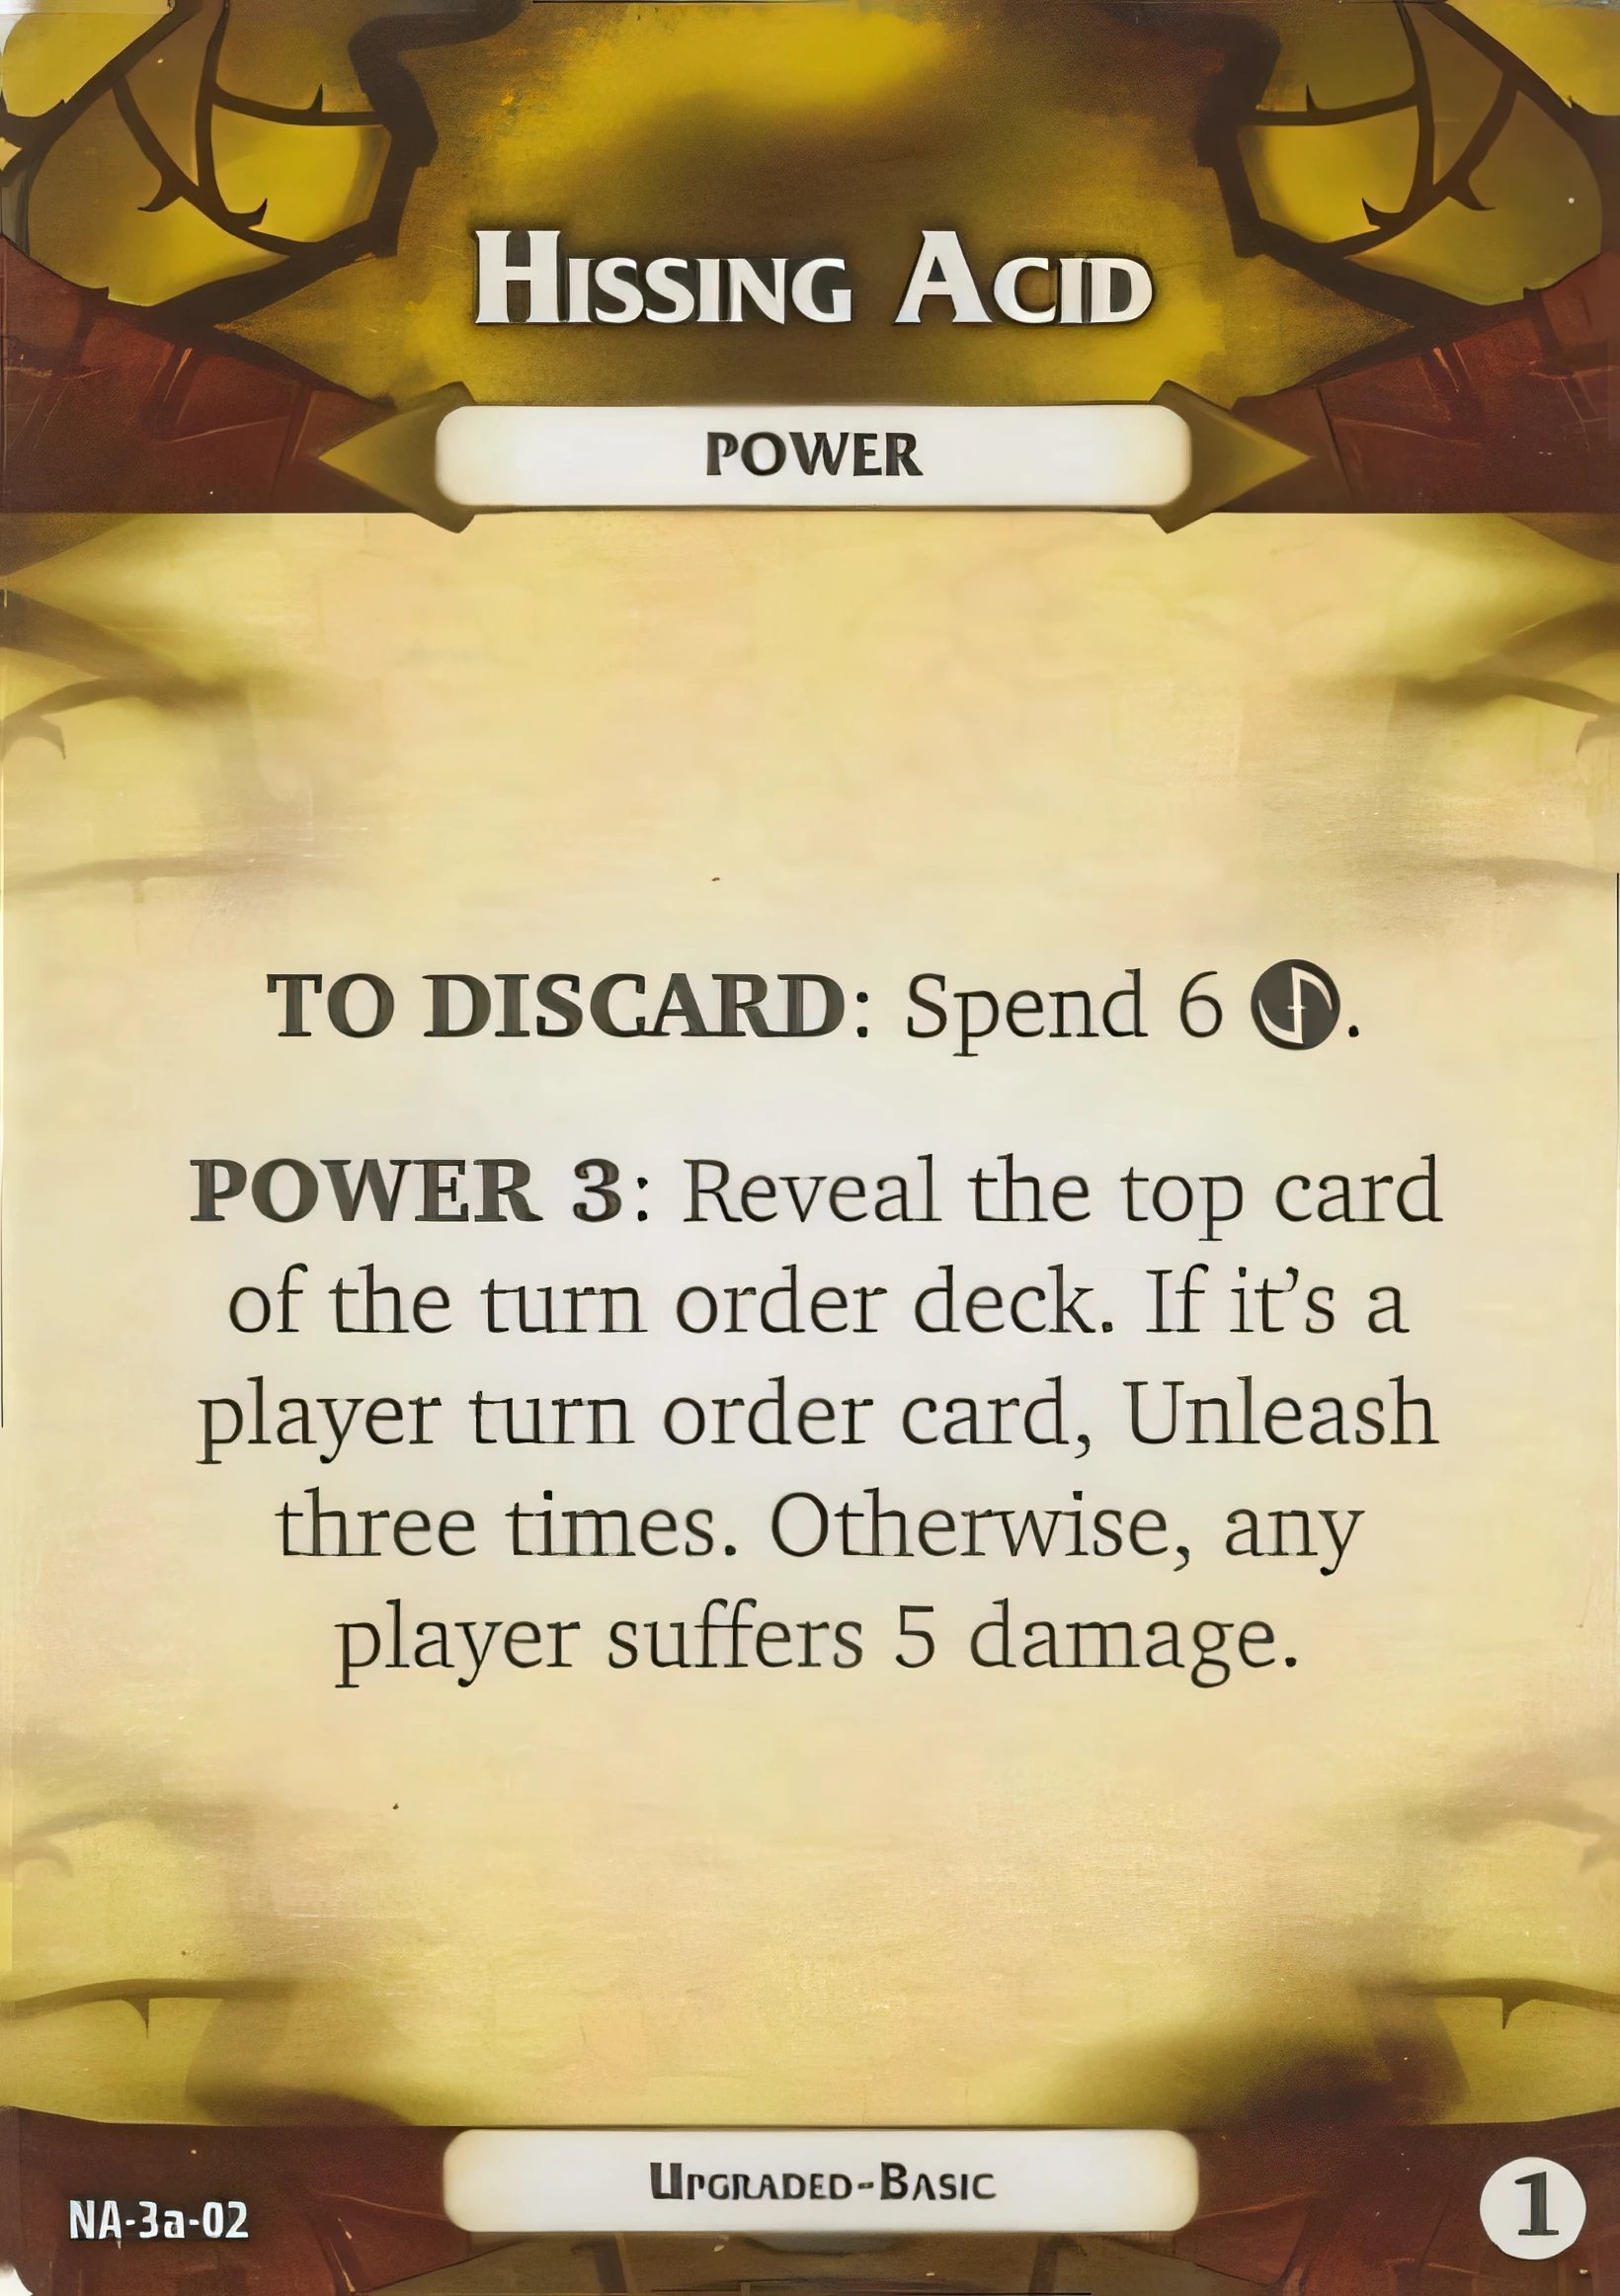 Hissing Acid
POWER
TO DISCARD: Spend 6 .
POWER 3: Reveal the top card
of the turn order deck. If it's a
player turn order card, Unleash
three times. Otherwise, any
player suffers 5 damage.
Upgraded-Basic
NA-3a-02
1